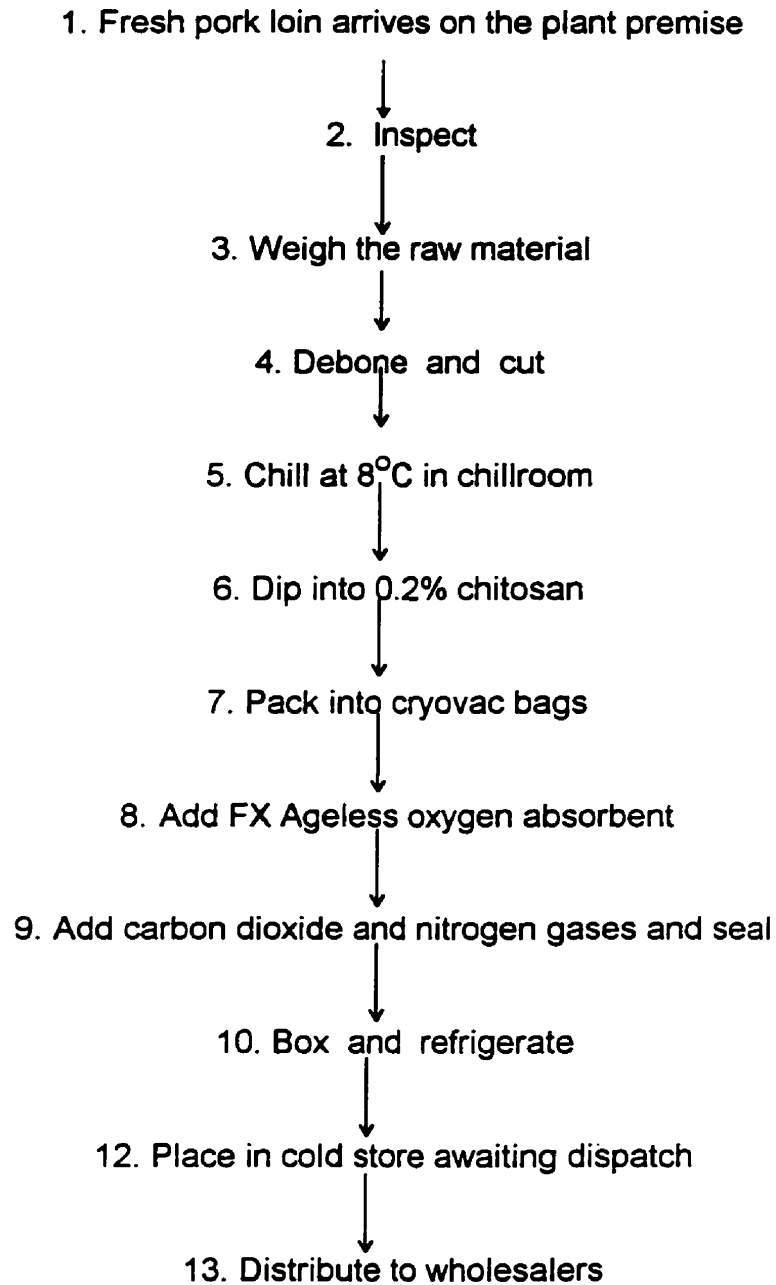 1. Fresh pork loin arrives on the plant premise
2. Inspect
3. Weigh the raw material
4. Debone and cut
5. Chill at 8°C in chillroom
6. Dip into 0.2% chitosan
7. Pack into cryovac bags
8. Add FX Ageless oxygen absorbent
9. Add carbon dioxide and nitrogen gases and seal
10. Box and refrigerate
12. Place in cold store awaiting dispatch
13. Distribute to wholesalers